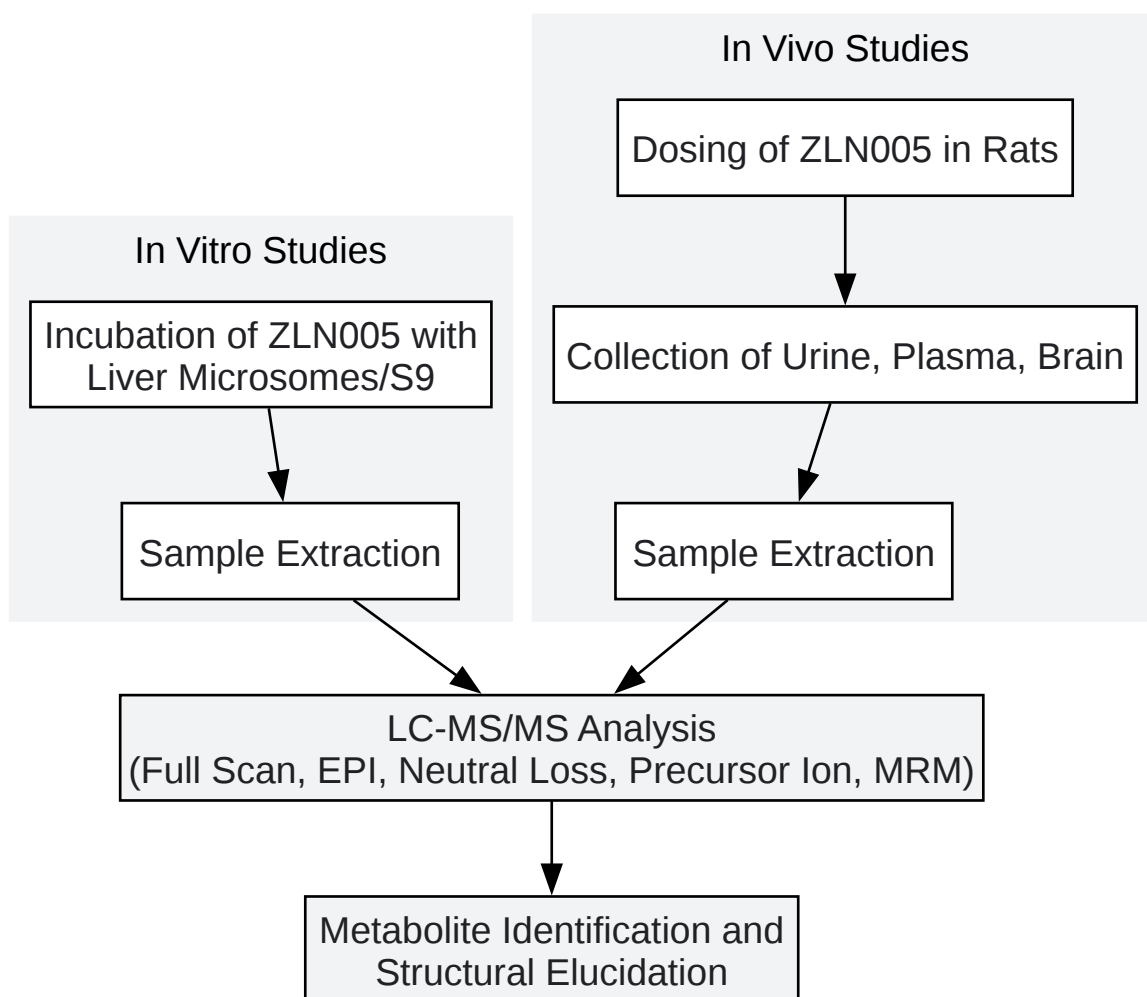 In Vivo Studies
Dosing of ZLN005 in Rats
Collection of Urine, Plasma, Brain
Sample Extraction
In Vitro Studies
Incubation of ZLN005 with
Liver Microsomes/S9
Sample Extraction
LC-MS/MS Analysis
(Full Scan, EPI, Neutral Loss, Precursor Ion, MRM)
Metabolite Identification and
Structural Elucidation